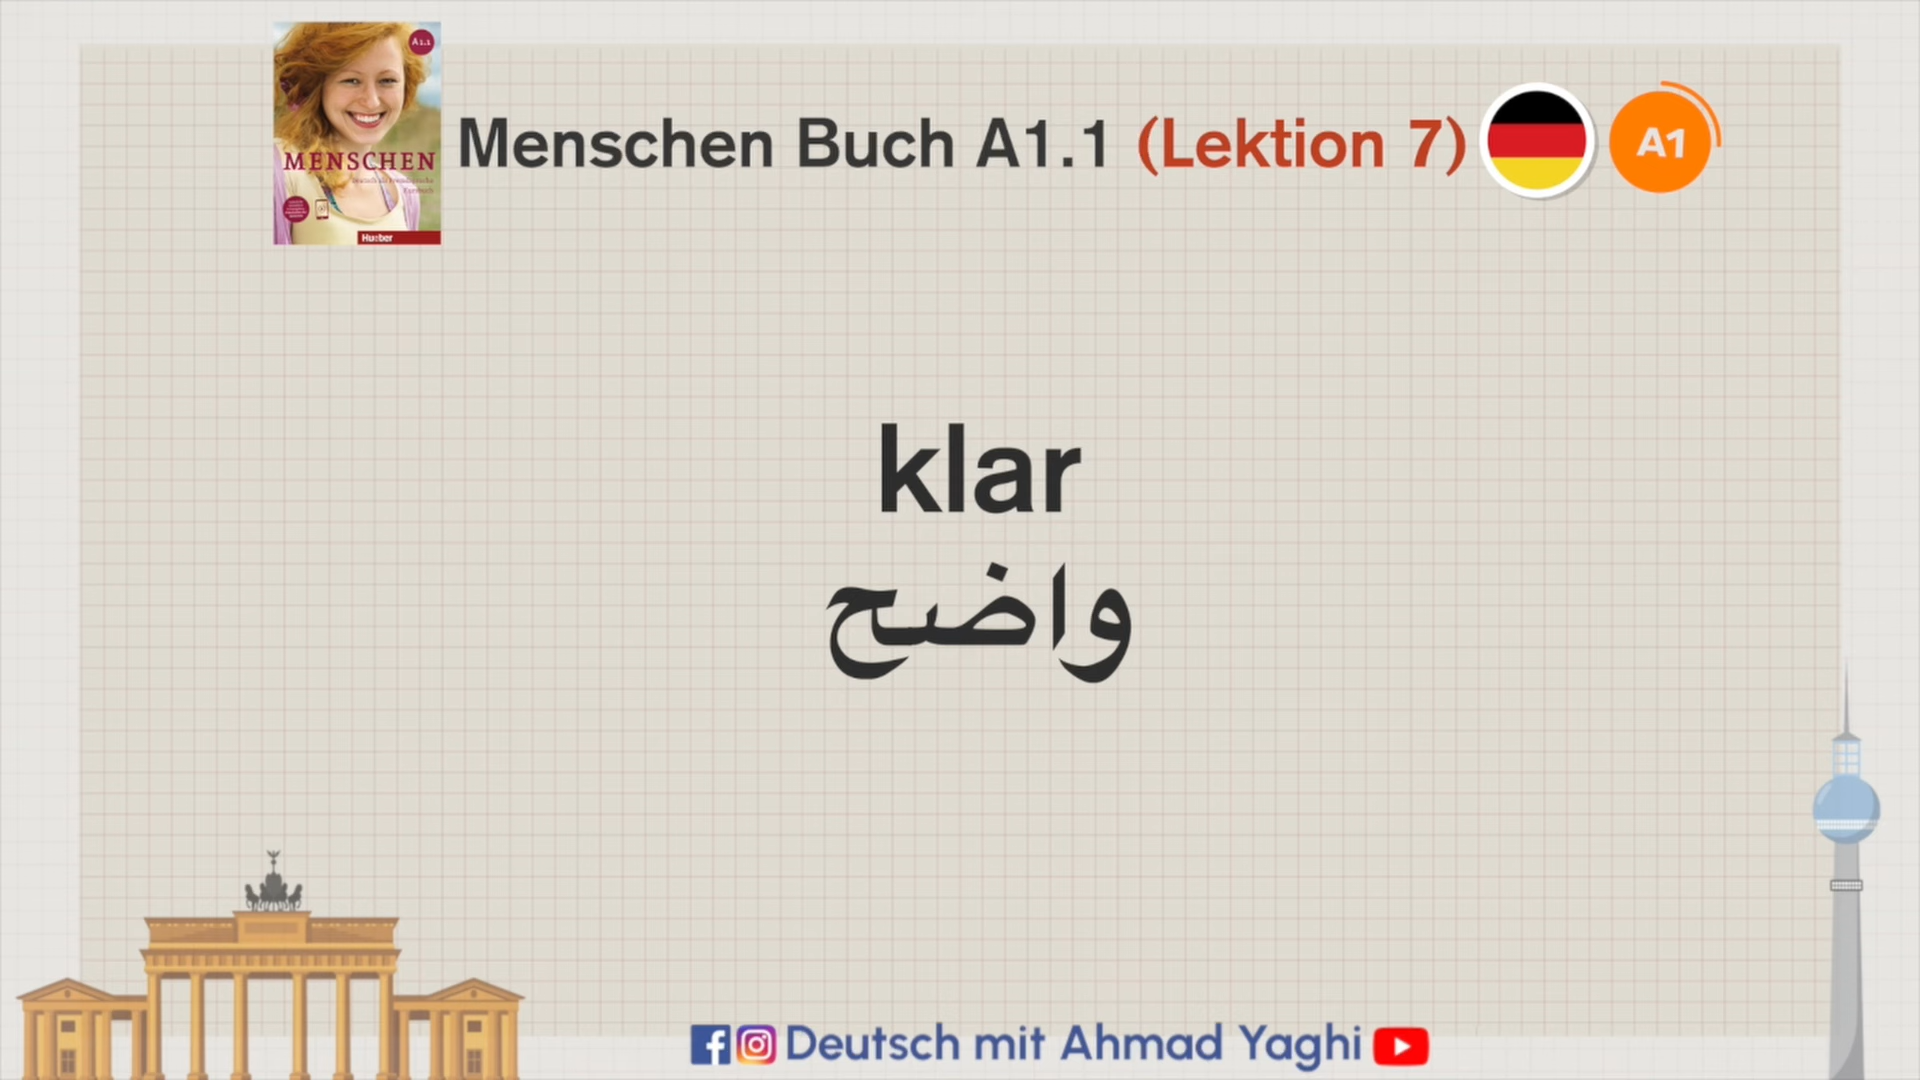 A1.1
MENSCHEN
Hueber
Menschen Buch A1.1 (Lektion 7)
A1
klar
واضح
Deutsch mit Ahmad Yaghi